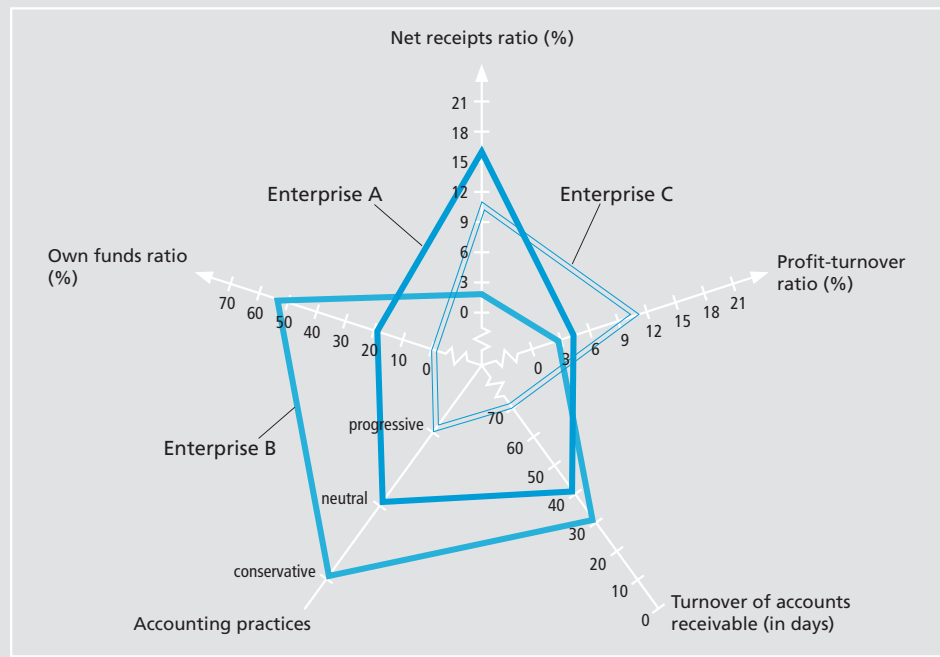 Net receipts ratio (%)
21
18
15
12
9
6
3
0
Enterprise A
Enterprise C
Own funds ratio
(%)
70
60
50
40
30
20
10
0
Profit-turnover
ratio (%)
0
3
6
9
12
15
18
21
Enterprise B
progressive
neutral
conservative
Accounting practices
70
60
50
40
30
20
10
0
Turnover of accounts
receivable (in days)